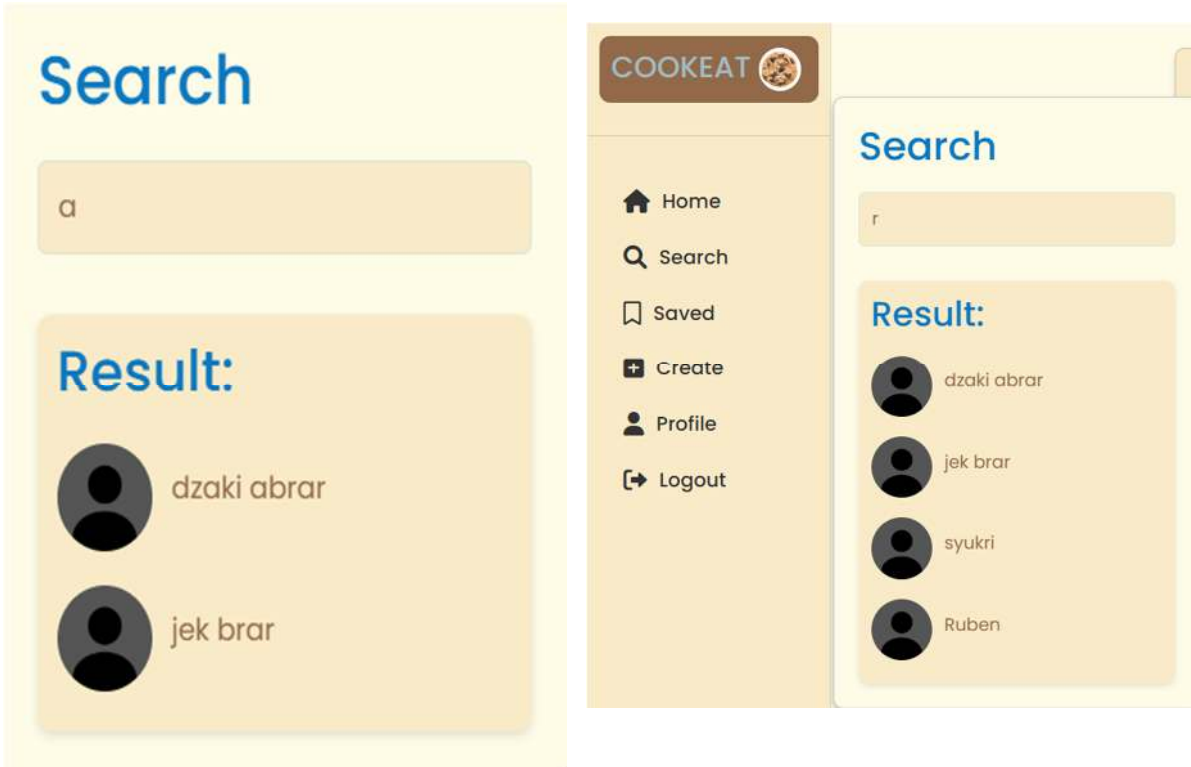 Search
a
Result:
dzaki abrar
jek brar
COOKEAT
Home
Search
Saved
Create
Profile
Logout
Search
r
Result:
dzaki abrar
jek brar
syukri
Ruben